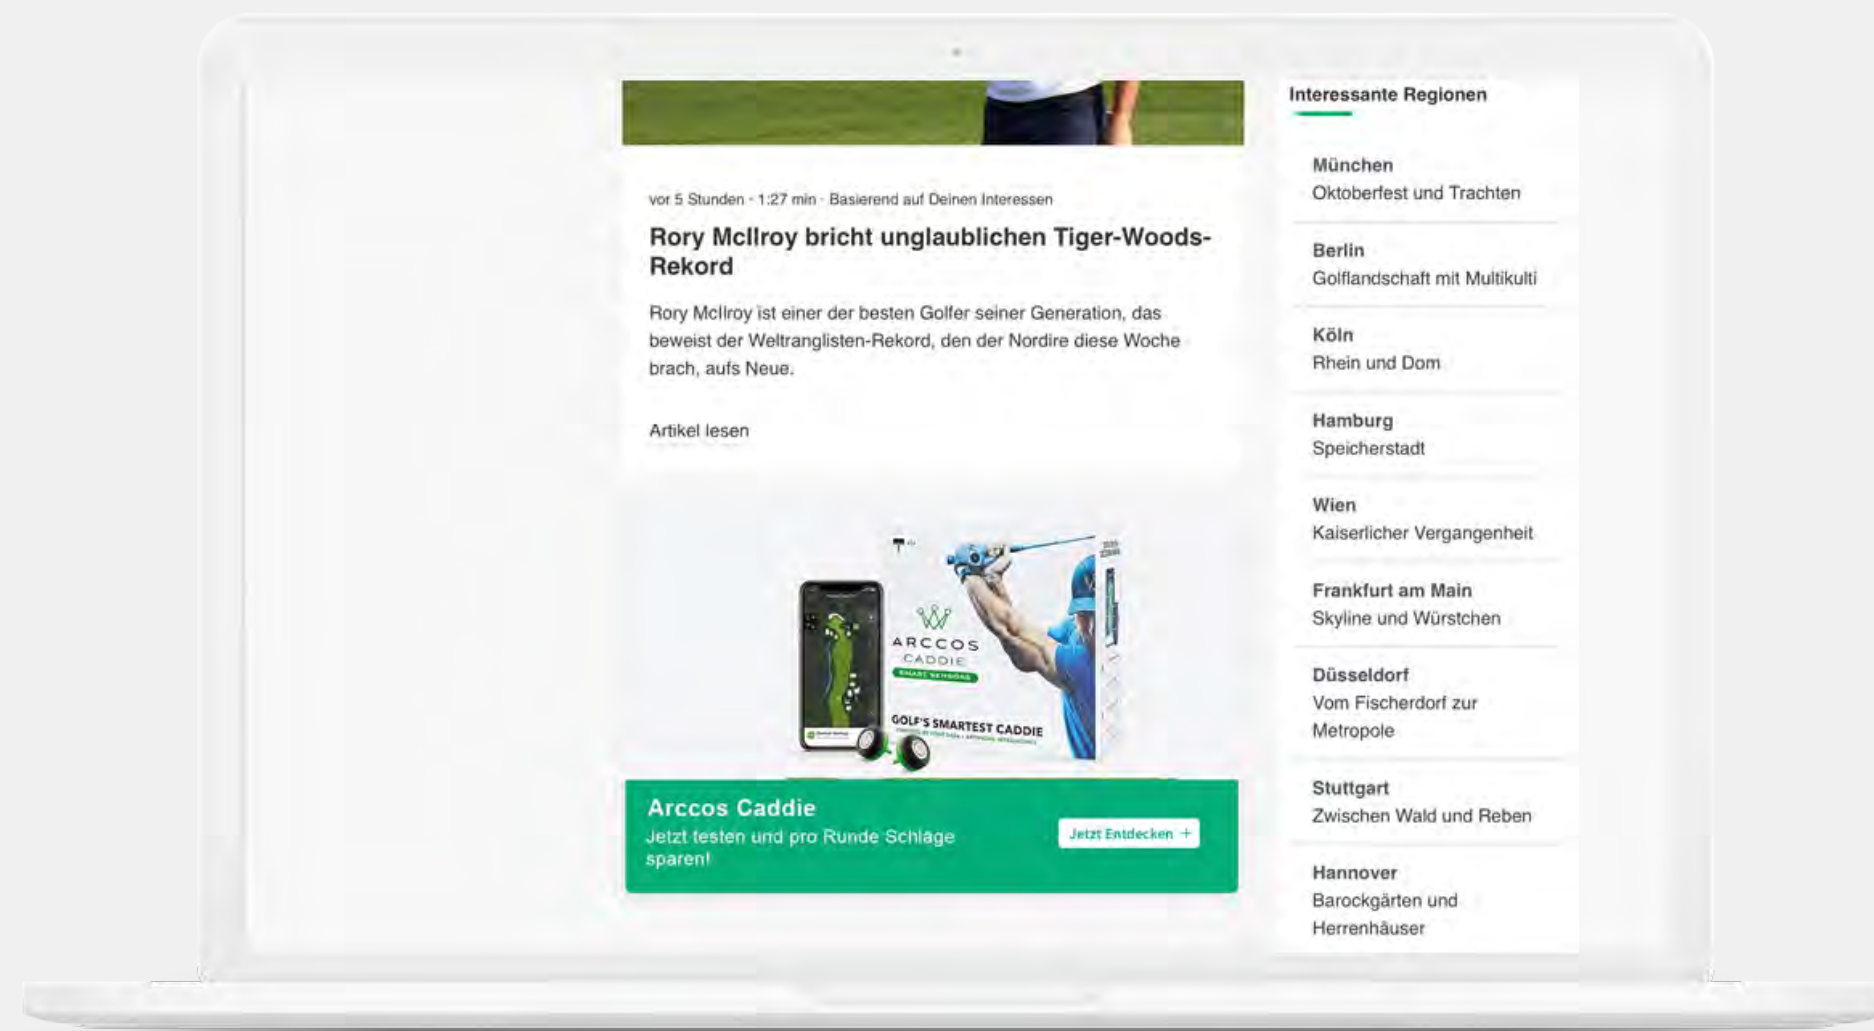 vor 5 Stunden · 1:27 min · Basierend auf Deinen Interessen
Rory McIlroy bricht unglaublichen Tiger-Woods-
Rekord
Rory McIlroy ist einer der besten Golfer seiner Generation, das
beweist der Weltranglisten-Rekord, den der Nordire diese Woche
brach, aufs Neue.
Artikel lesen
ARCCOS
CADDIE
SMART SENSORS
GOLF'S SMARTEST CADDIE
Arccos Caddie
Jetzt testen und pro Runde Schläge
sparen!
Jetzt Entdecken +
Interessante Regionen
München
Oktoberfest und Trachten
Berlin
Golflandschaft mit Multikulti
Köln
Rhein und Dom
Hamburg
Speicherstadt
Wien
Kaiserlicher Vergangenheit
Frankfurt am Main
Skyline und Würstchen
Düsseldorf
Vom Fischerdorf zur
Metropole
Stuttgart
Zwischen Wald und Reben
Hannover
Barockgärten und
Herrenhäuser